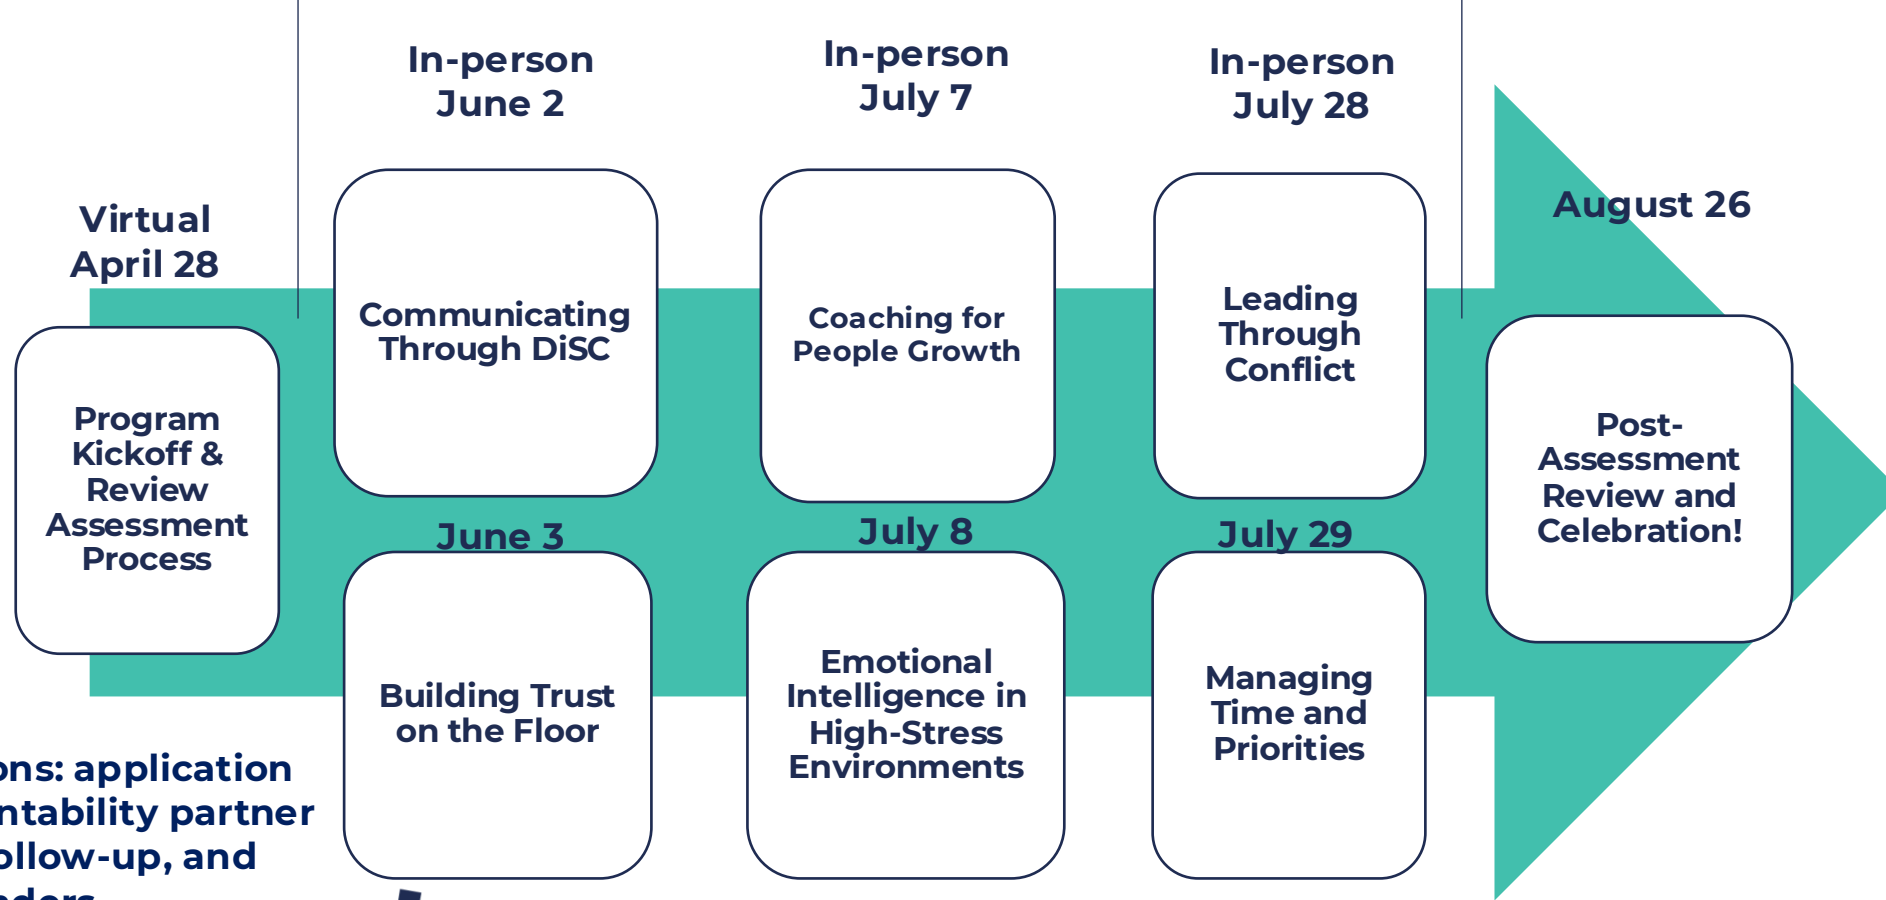 Virtual
April 28
Program
Kickoff &
Review
Assessment
Process
In-person
June 2
Communicating
Through DiSC
June 3
Building Trust
on the Floor
In-person
July 7
Coaching for
People Growth
July 8
Emotional
Intelligence in
High-Stress
Environments
In-person
July 28
Leading
Through
Conflict
July 29
Managing
Time and
Priorities
August 26
Post-
Assessment
Review and
Celebration!
ons: application
ntability partner
ollow-up, and